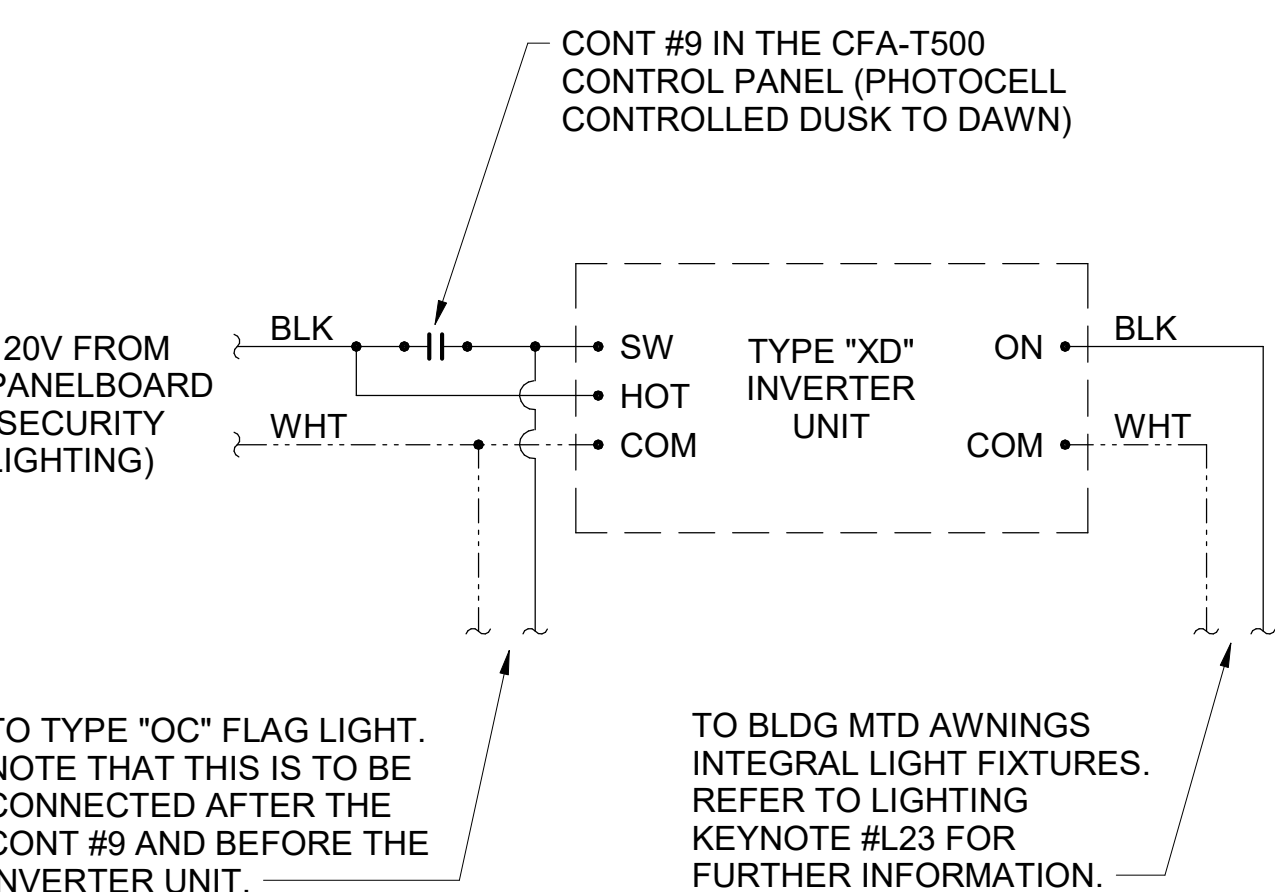 CONT #9 IN THE CFA-T500
CONTROL PANEL (PHOTOCELL
CONTROLLED DUSK TO DAWN)
BLK
20V FROM
PANELBOARD
(SECURITY
LIGHTING)
WHT
SW
HOT
COM
TYPE "XD"
INVERTER
UNIT
ON
COM
BLK
WHT
TO TYPE "OC" FLAG LIGHT.
NOTE THAT THIS IS TO BE
CONNECTED AFTER THE
CONT #9 AND BEFORE THE
INVERTER UNIT.
TO BLDG MTD AWNINGS
INTEGRAL LIGHT FIXTURES.
REFER TO LIGHTING
KEYNOTE #L23 FOR
FURTHER INFORMATION.